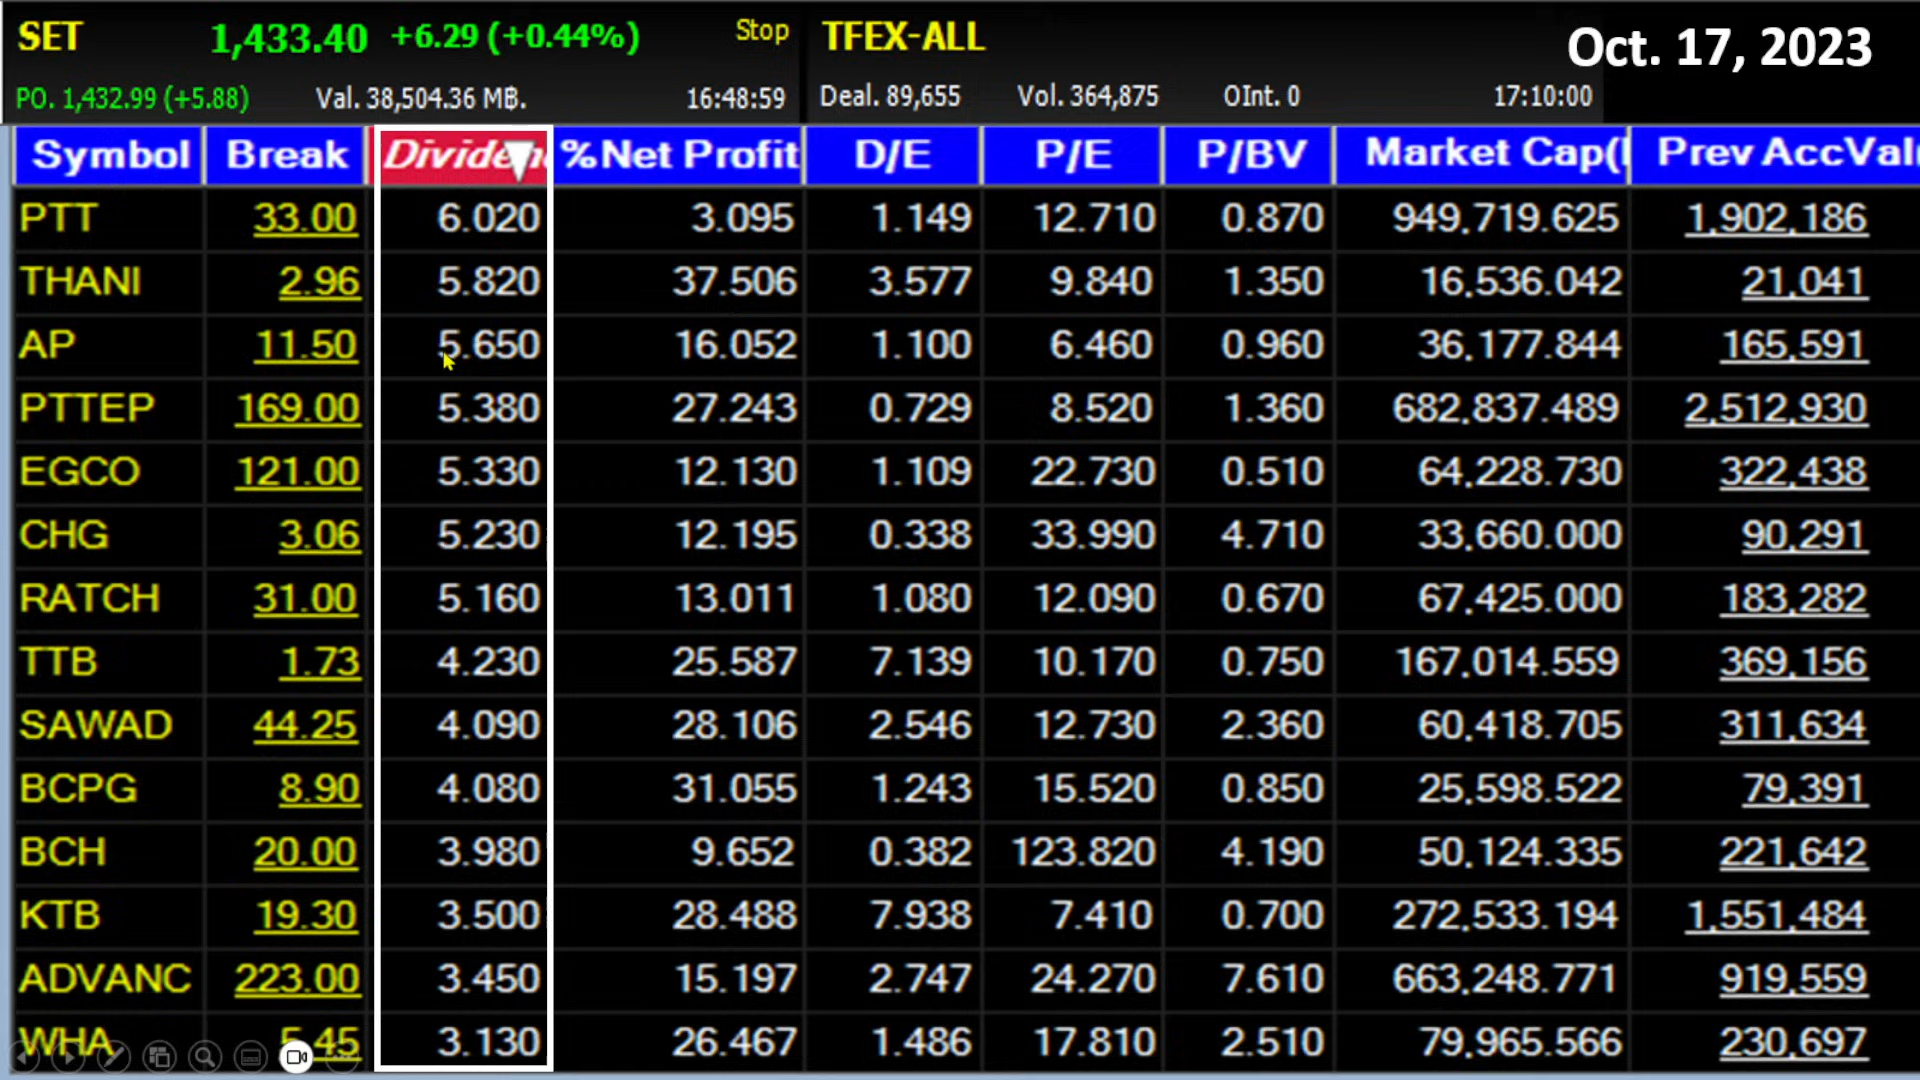 SET 1,433.40 +6.29 (+0.44%) Stop TFEX-ALL Oct. 17, 2023
PO. 1,432.99 (+5.88) Val. 38,504.36 M฿. 16:48:59 Deal. 89,655 Vol. 364,875 OInt. 0 17:10:00
Symbol Break Dividen %Net Profit D/E P/E P/BV Market Cap( Prev AccVal
PTT 33.00 6.020 3.095 1.149 12.710 0.870 949,719.625 1,902,186
THANI 2.96 5.820 37.506 3.577 9.840 1.350 16,536.042 21,041
AP 11.50 5.650 16.052 1.100 6.460 0.960 36,177.844 165,591
PTTEP 169.00 5.380 27.243 0.729 8.520 1.360 682,837.489 2,512,930
EGCO 121.00 5.330 12.130 1.109 22.730 0.510 64,228.730 322,438
CHG 3.06 5.230 12.195 0.338 33.990 4.710 33,660.000 90,291
RATCH 31.00 5.160 13.011 1.080 12.090 0.670 67,425.000 183,282
TTB 1.73 4.230 25.587 7.139 10.170 0.750 167,014.559 369,156
SAWAD 44.25 4.090 28.106 2.546 12.730 2.360 60,418.705 311,634
BCPG 8.90 4.080 31.055 1.243 15.520 0.850 25,598.522 79,391
BCH 20.00 3.980 9.652 0.382 123.820 4.190 50,124.335 221,642
KTB 19.30 3.500 28.488 7.938 7.410 0.700 272,533.194 1,551,484
ADVANC 223.00 3.450 15.197 2.747 24.270 7.610 663,248.771 919,559
WHA 5.45 3.130 26.467 1.486 17.810 2.510 79,965.566 230,697